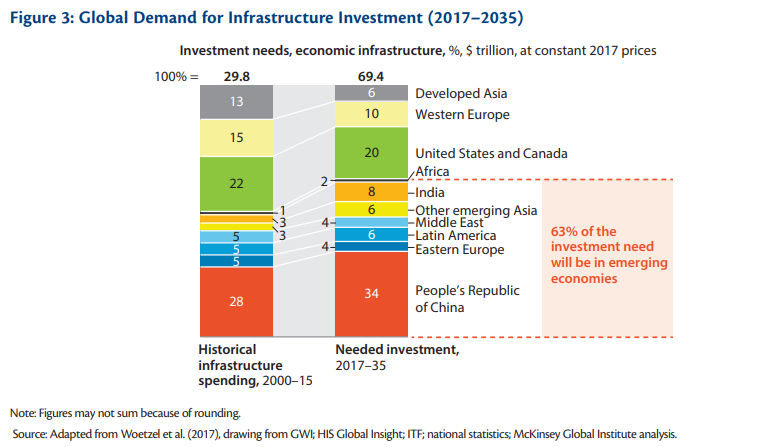 Figure 3: Global Demand for Infrastructure Investment (2017–2035)
Investment needs, economic infrastructure, %, $ trillion, at constant 2017 prices
100% = 29.8 69.4
13 6 Developed Asia
15 10 Western Europe
22 20 United States and Canada
1 2 Africa
3 8 India
3 6 Other emerging Asia
5 4 Middle East
5 6 Latin America
5 4 Eastern Europe
28 34 People's Republic
of China
63% of the
investment need
will be in emerging
economies
Historical
infrastructure
spending, 2000–15
Needed investment,
2017–35
Note: Figures may not sum because of rounding.
Source: Adapted from Woetzel et al. (2017), drawing from GWI; HIS Global Insight; ITF; national statistics; McKinsey Global Institute analysis.